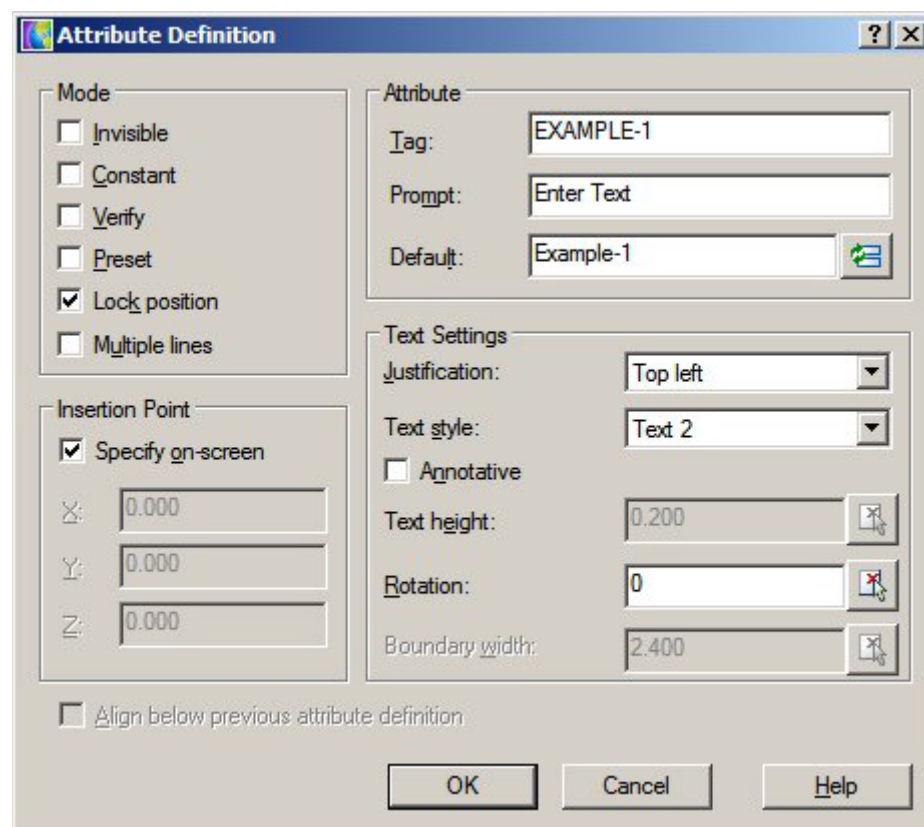 Attribute Definition
Mode
Invisible
Constant
Verify
Preset
Lock position
Multiple lines
Insertion Point
Specify on-screen
X: 0.000
Y: 0.000
Z: 0.000
Attribute
Tag: EXAMPLE-1
Prompt: Enter Text
Default: Example-1
Text Settings
Justification: Top left
Text style: Text 2
Annotative
Text height: 0.200
Rotation: 0
Boundary width: 2.400
Align below previous attribute definition
OK Cancel Help